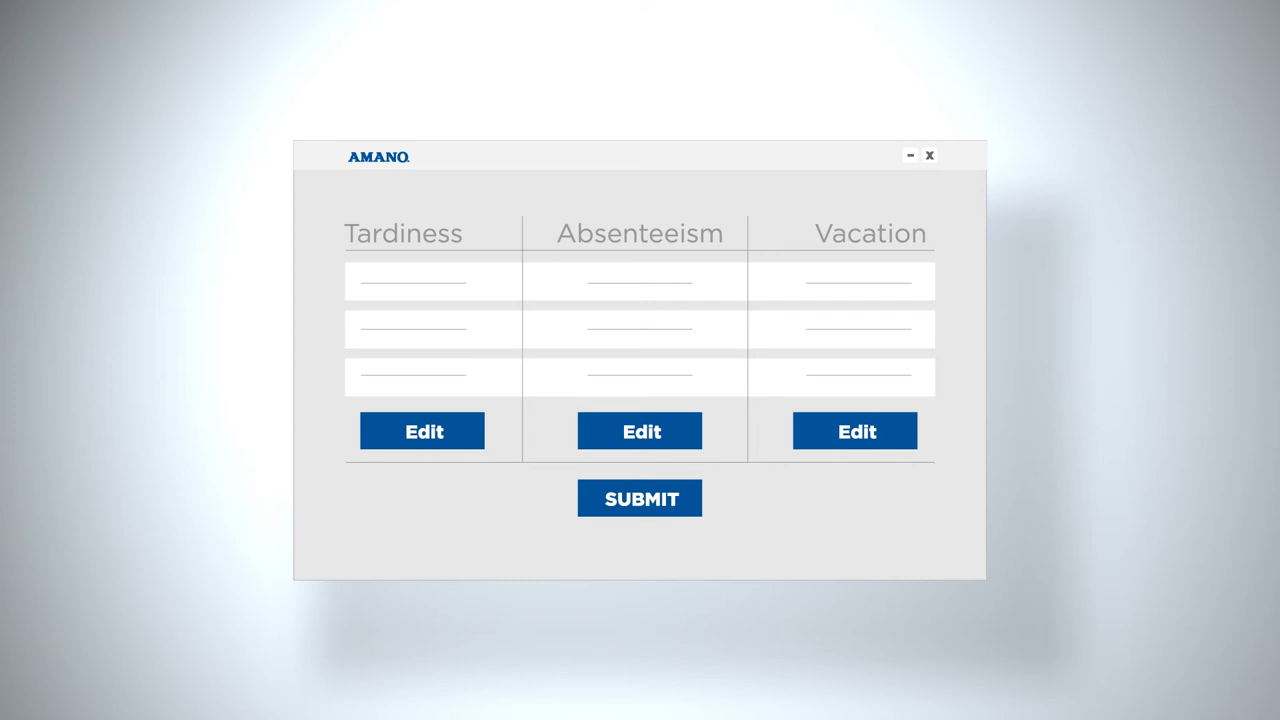 AMANO
- x
Tardiness Absenteeism Vacation
Edit Edit Edit
SUBMIT